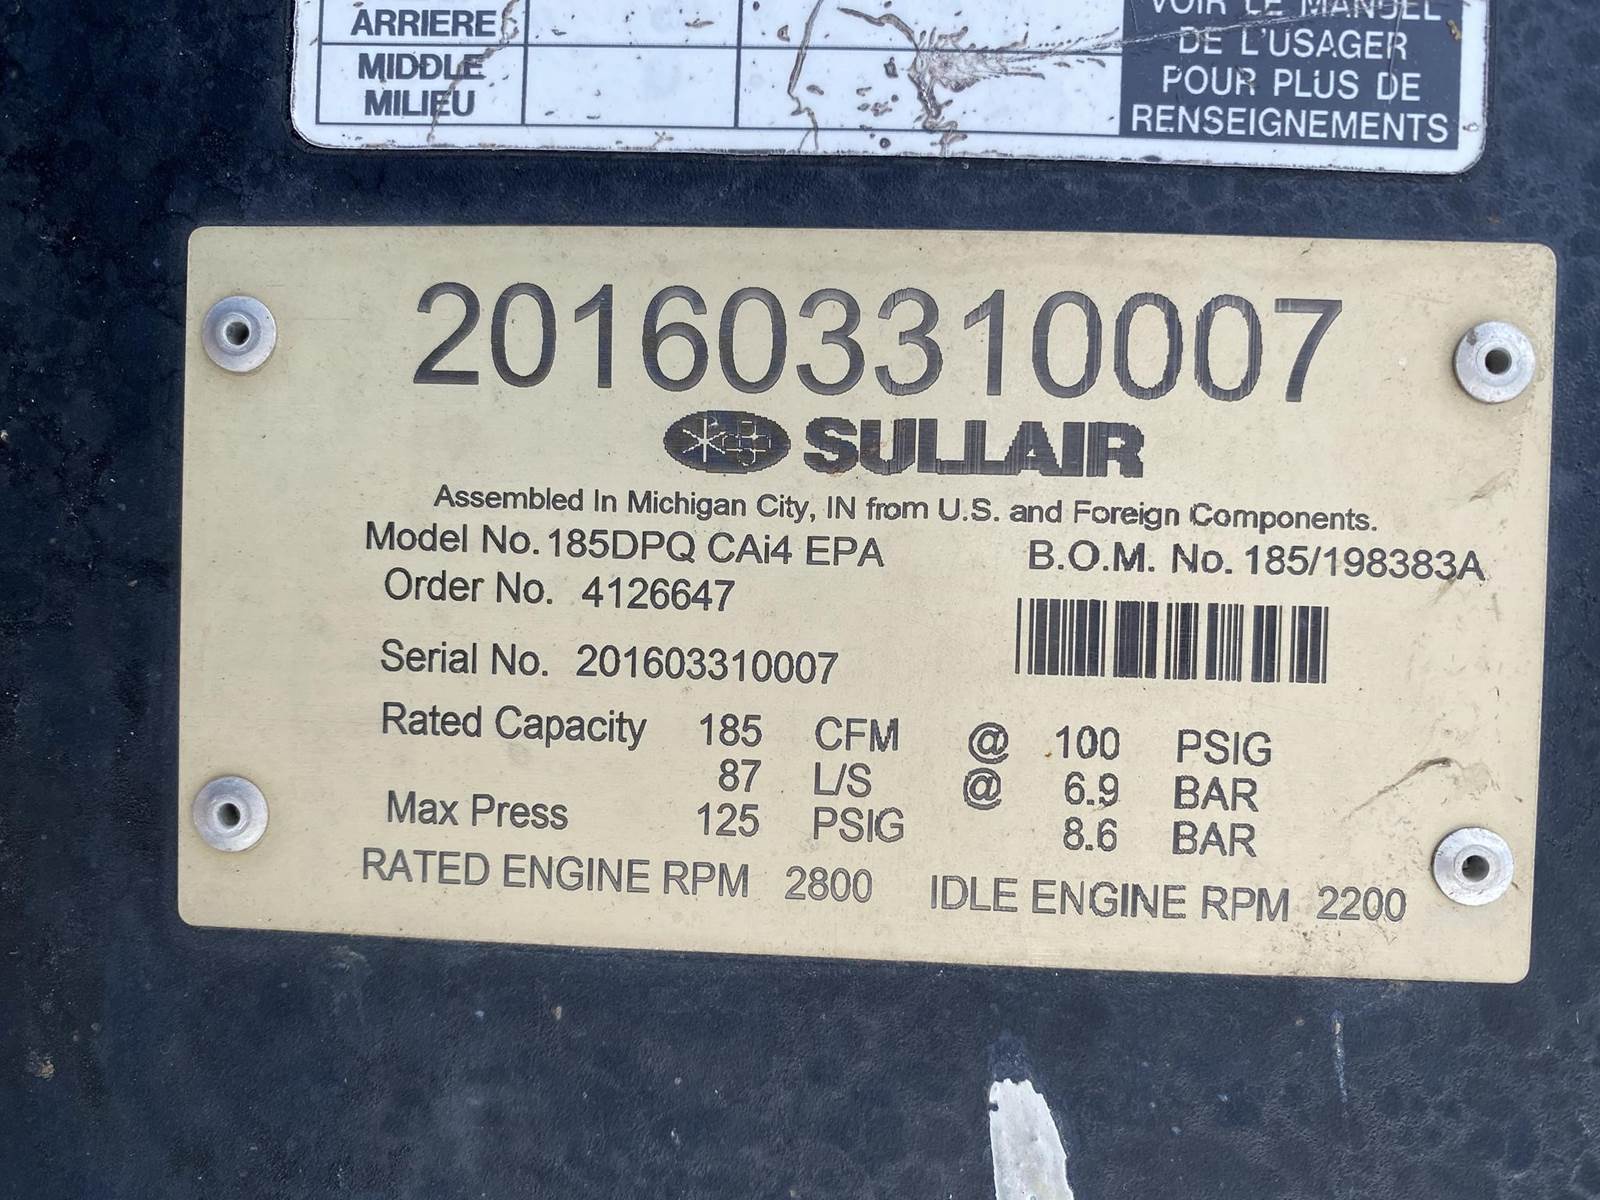 ARRIERE
MIDDLE
MILIEU
VOIR LE MANUEL
DE L'USAGER
POUR PLUS DE
RENSEIGNEMENTS
201603310007
SULLAIR
Assembled In Michigan City, IN from U.S. and Foreign Components.
Model No. 185DPQ CAi4 EPA B.O.M. No. 185/198383A
Order No. 4126647
Serial No. 201603310007
Rated Capacity 185 CFM @ 100 PSIG
87 L/S @ 6.9 BAR
Max Press 125 PSIG 8.6 BAR
RATED ENGINE RPM 2800 IDLE ENGINE RPM 2200